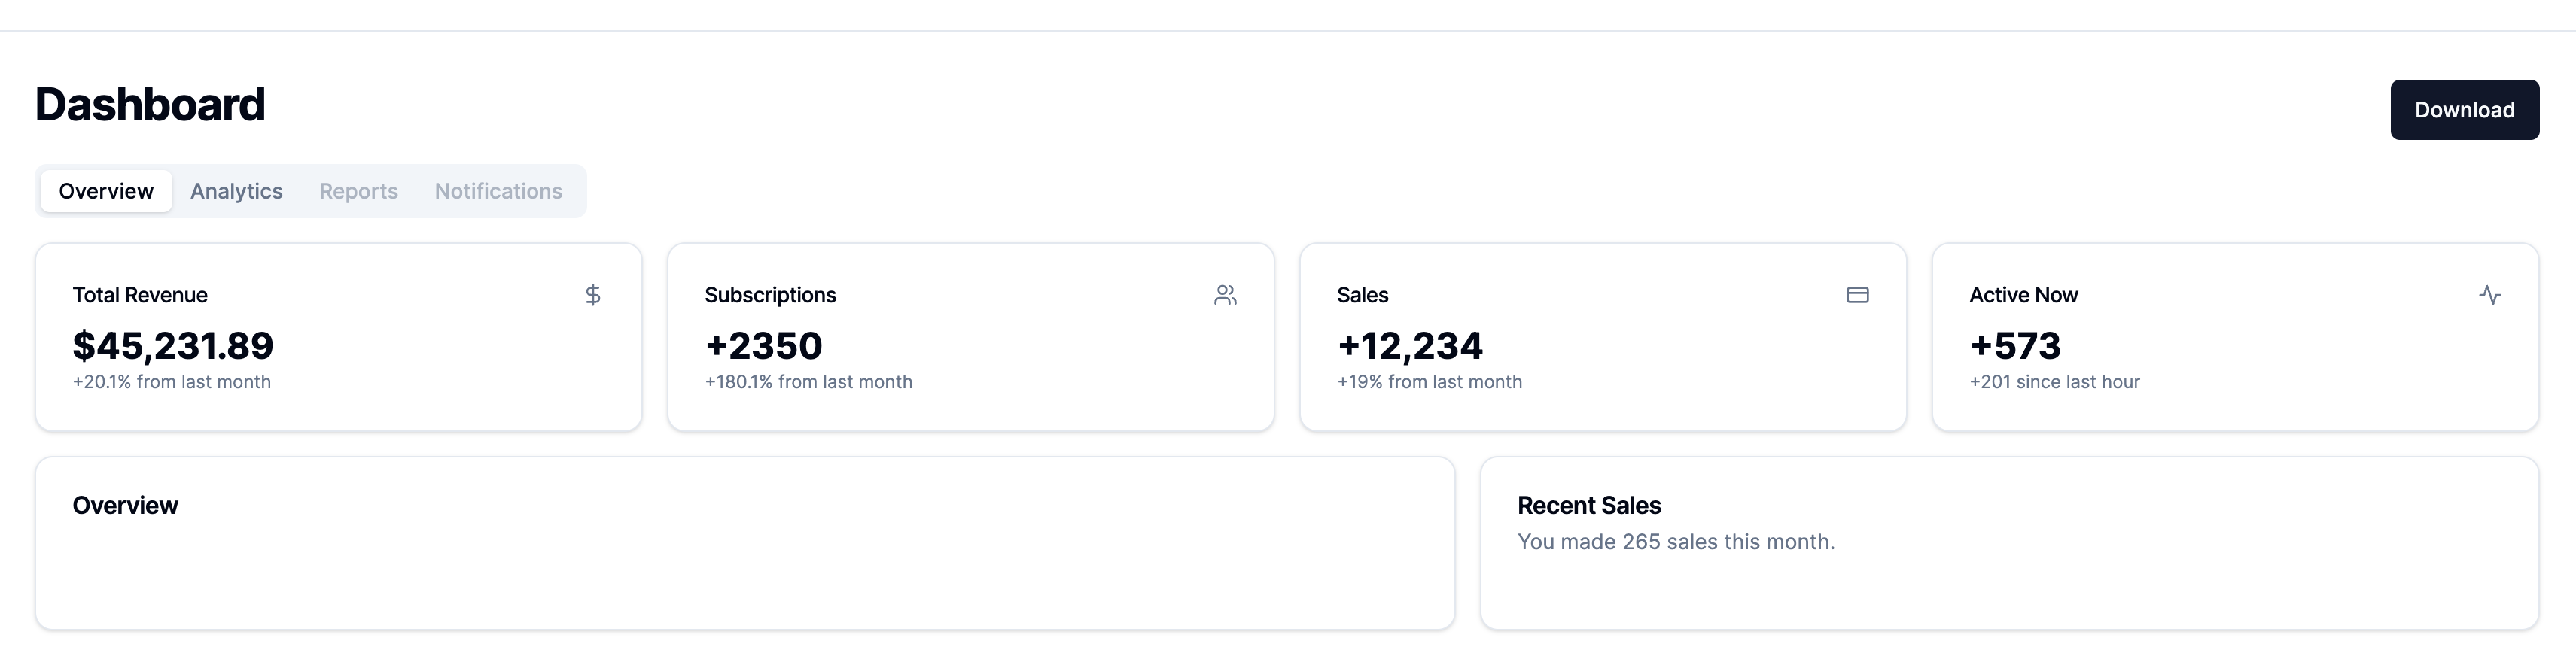 Dashboard
Download
Overview Analytics Reports Notifications
Total Revenue
$45,231.89
+20.1% from last month
Subscriptions
+2350
+180.1% from last month
Sales
+12,234
+19% from last month
Active Now
+573
+201 since last hour
Overview
Recent Sales
You made 265 sales this month.